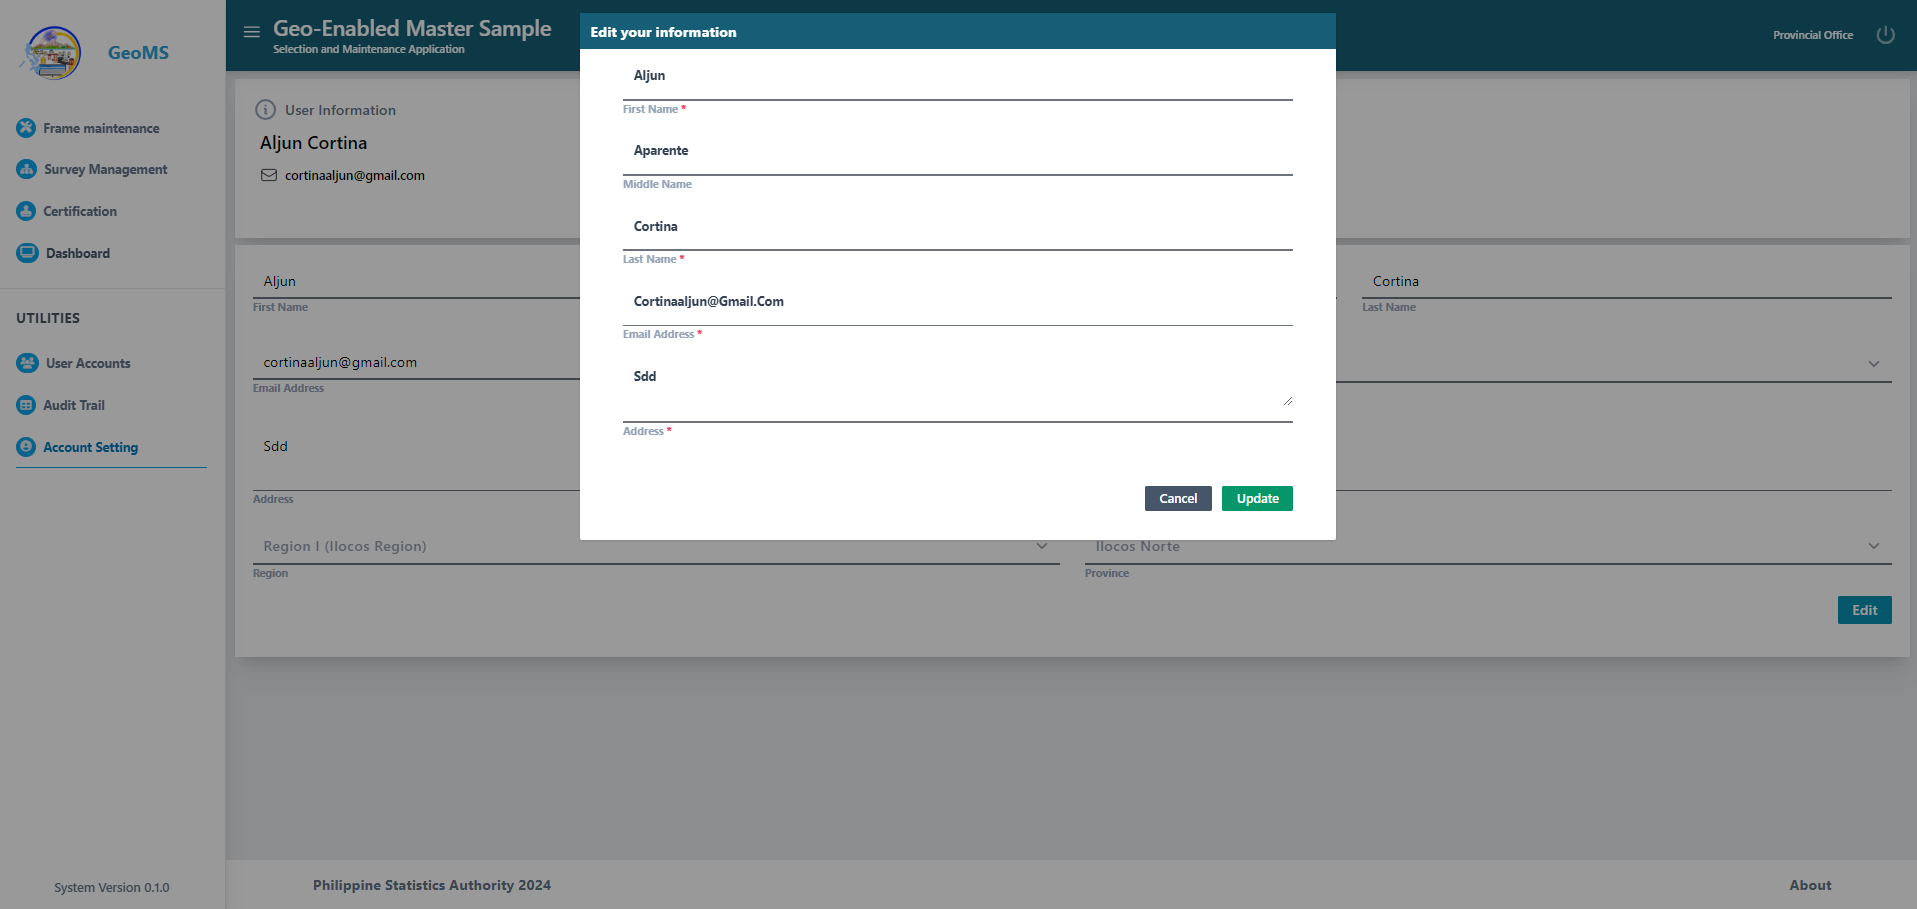 GeoMS
Frame maintenance
Survey Management
Certification
Dashboard
UTILITIES
User Accounts
Audit Trail
Account Setting
System Version 0.1.0
Geo-Enabled Master Sample
Selection and Maintenance Application
Provincial Office
User Information
Aljun Cortina
cortinaaljun@gmail.com
Aljun
First Name
Cortina
Last Name
cortinaaljun@gmail.com
Email Address
Sdd
Address
Region I (Ilocos Region)
Region
Ilocos Norte
Province
Edit
Edit your information
Aljun
First Name *
Aparente
Middle Name
Cortina
Last Name *
Cortinaaljun@Gmail.Com
Email Address *
Sdd
Address *
Cancel
Update
Philippine Statistics Authority 2024
About